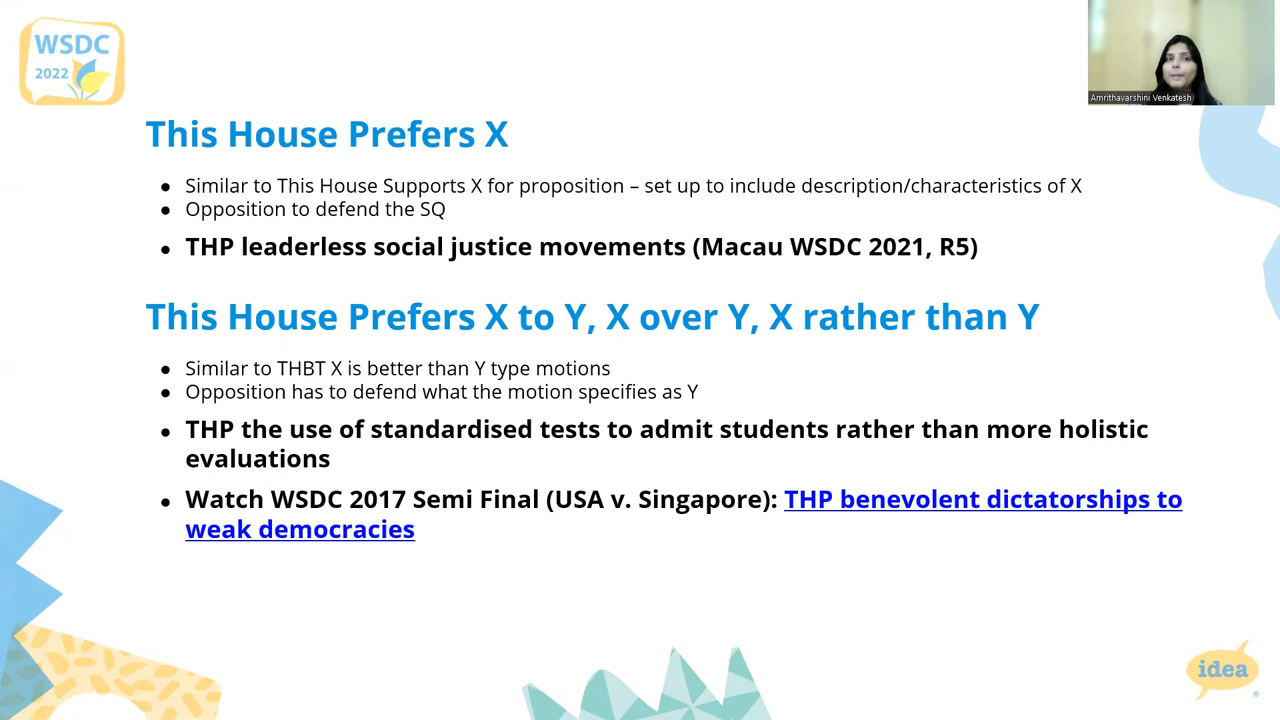 WSDC
2022
Amrithavarshini Venkatesh
This House Prefers X
● Similar to This House Supports X for proposition – set up to include description/characteristics of X
● Opposition to defend the SQ
● THP leaderless social justice movements (Macau WSDC 2021, R5)
This House Prefers X to Y, X over Y, X rather than Y
● Similar to THBT X is better than Y type motions
● Opposition has to defend what the motion specifies as Y
● THP the use of standardised tests to admit students rather than more holistic
evaluations
● Watch WSDC 2017 Semi Final (USA v. Singapore): THP benevolent dictatorships to
weak democracies
idea
®